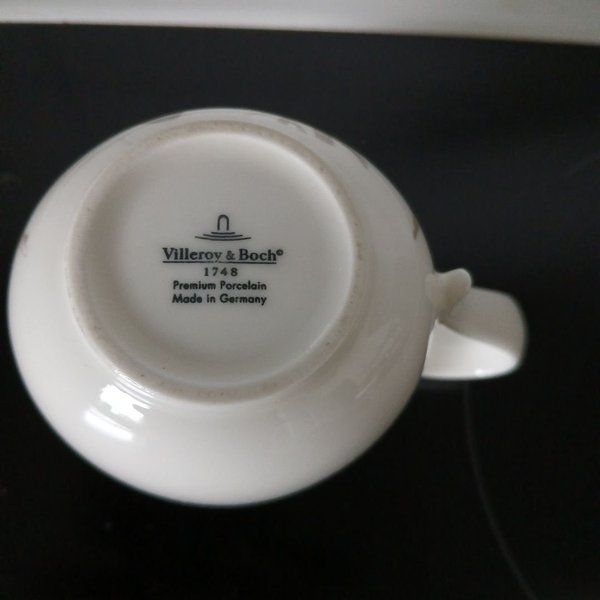 Villeroy & Boch©
1748
Premium Porcelain
Made in Germany